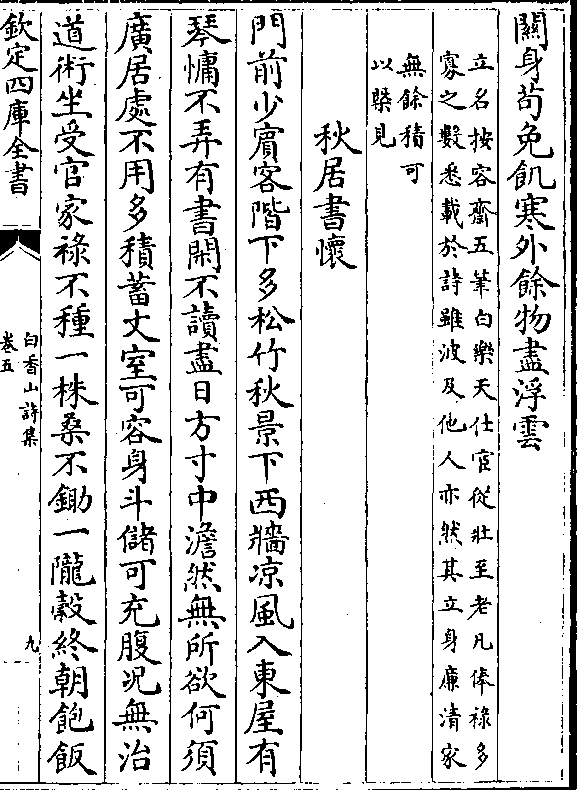 關身苟免飢寒外餘物盡浮雲
立名按容齋五筆白樂天仕宦從壯至老凡俸祿多
寡之數悉載於詩雖波及他人亦然其立身廉清家
無餘積可
以槩見
秋居書懷
門前少賔客階下多松竹秋景下西牆凉風入東屋有
琴慵不弄有書閒不讀盡日方寸中澹然無所欲何須
廣居處不用多積蓄丈室可容身斗儲可充腹况無治
道術坐受官家祿不種一株桑不鋤一隴穀終朝飽飯
欽定四庫全書
白香山詩集
卷五
九